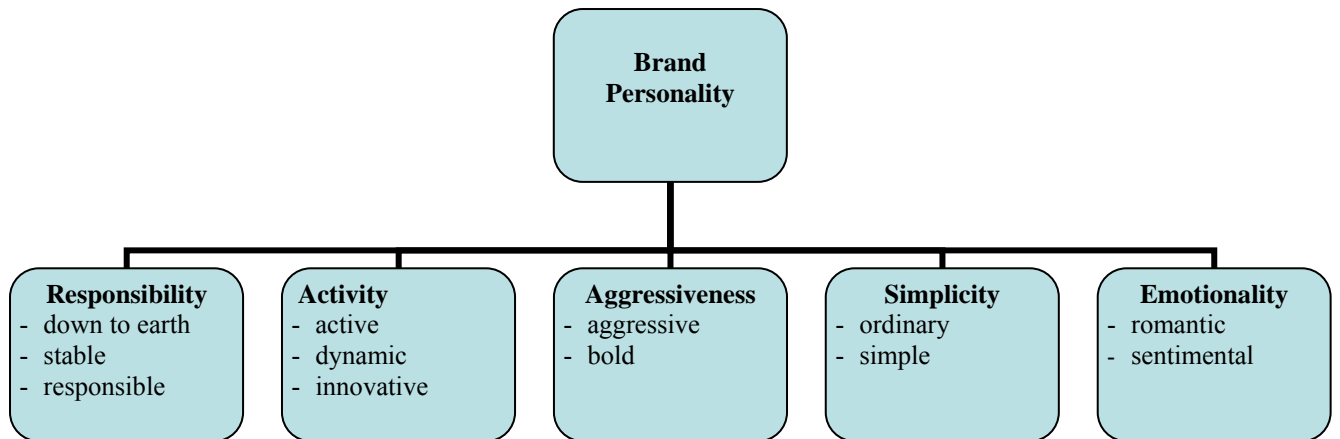 Brand
Personality
Responsibility
- down to earth
- stable
- responsible
Activity
- active
- dynamic
- innovative
Aggressiveness
- aggressive
- bold
Simplicity
- ordinary
- simple
Emotionality
- romantic
- sentimental